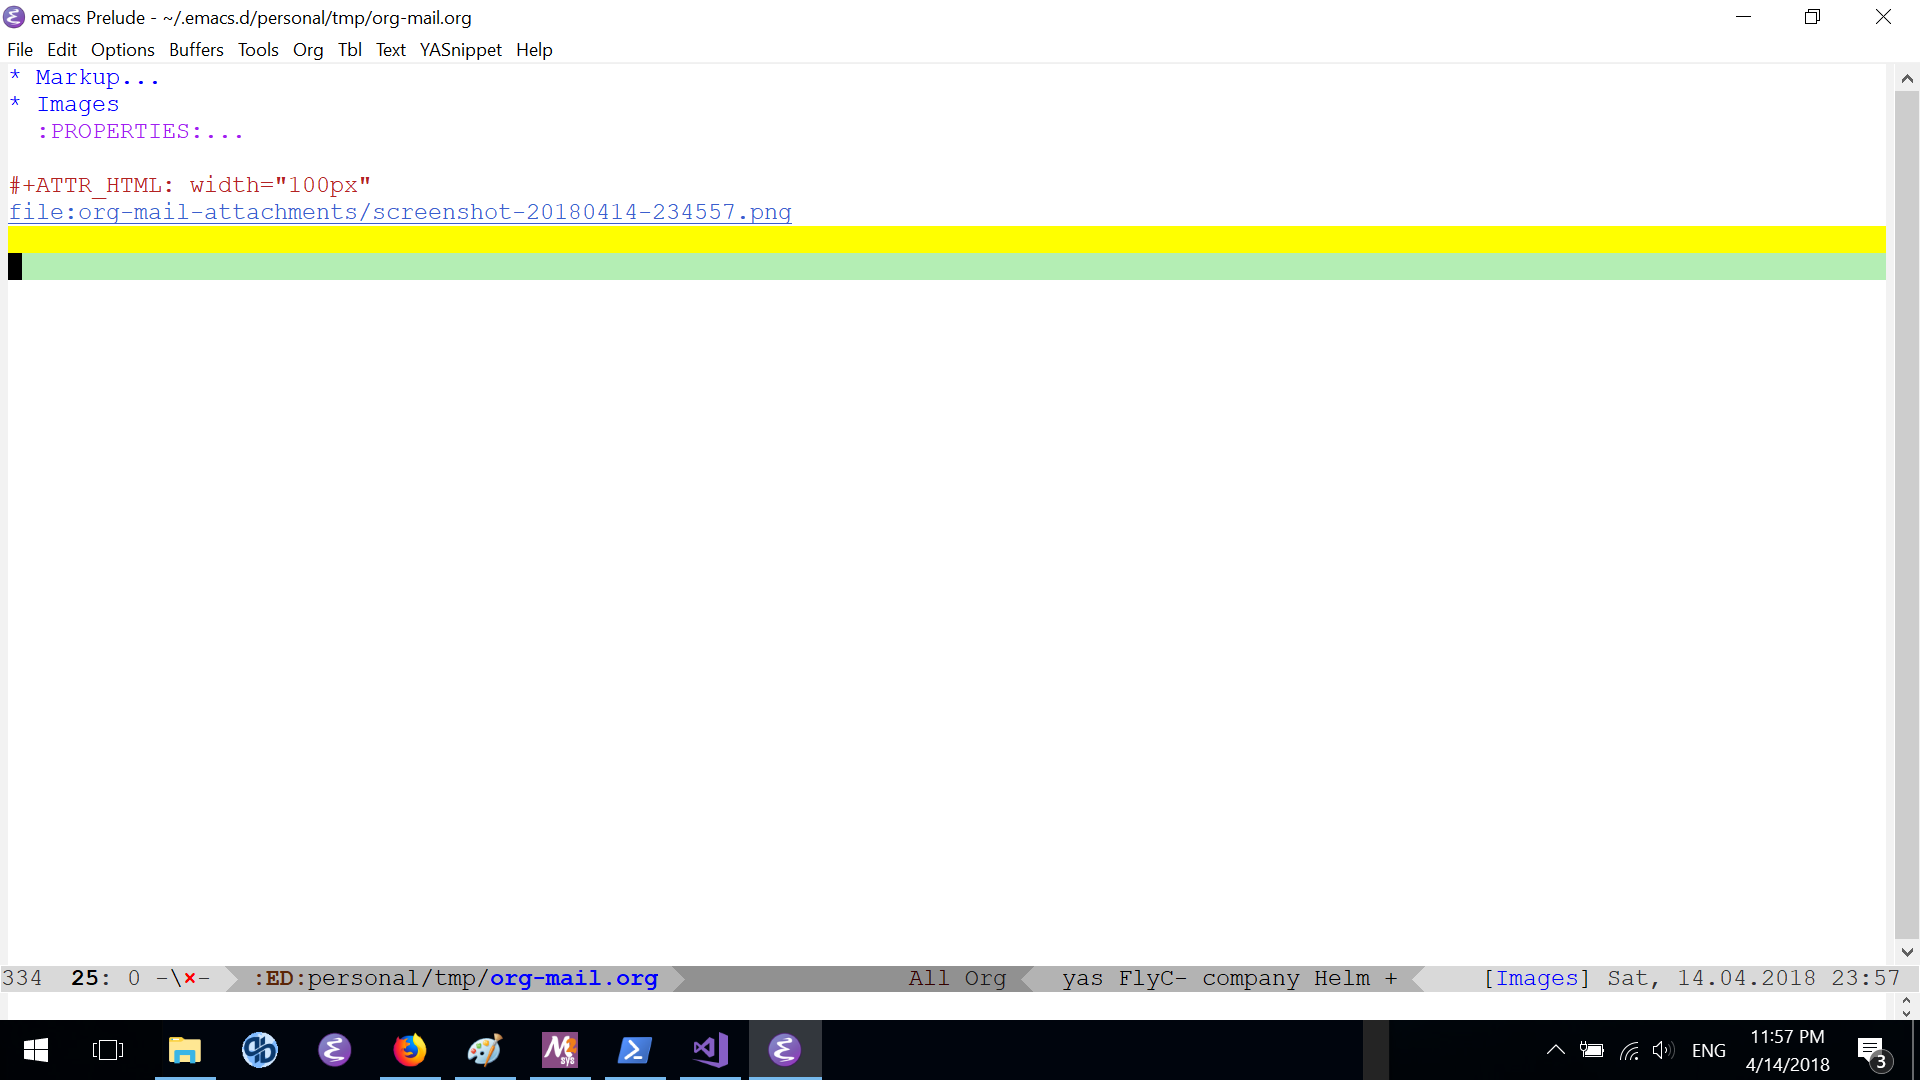 emacs Prelude - ~/.emacs.d/personal/tmp/org-mail.org
File Edit Options Buffers Tools Org Tbl Text YASnippet Help
* Markup...
* Images
:PROPERTIES:...
#+ATTR_HTML: width="100px"
file:org-mail-attachments/screenshot-20180414-234557.png
334 25: 0 -\×- :ED:personal/tmp/org-mail.org All Org yas FlyC- company Helm + [Images] Sat, 14.04.2018 23:57
M sys
ENG
11:57 PM
4/14/2018
3